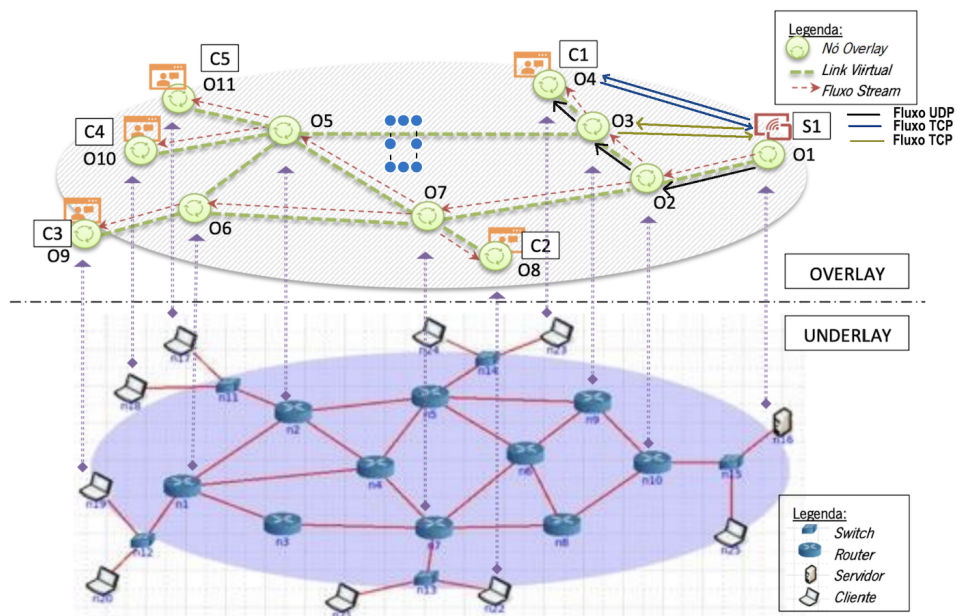 Legenda:
Nó Overlay
Link Viirtual
Fluxo Stream
Fluxo UDP
Fluxo TCP
Fluxo TCP
C5
O11
C1
O4
C4
O10
O5
O3
S1
O1
O2
O7
O6
C3
O9
C2
O8
OVERLAY
UNDERLAY
n17
n24
n23
n14
n18
n11
n2
n5
n9
n16
n19
n1
n4
n6
n10
n15
n12
n3
n7
n8
n25
n20
n13
n22
Legenda:
Switch
Router
Servidor
Cliente